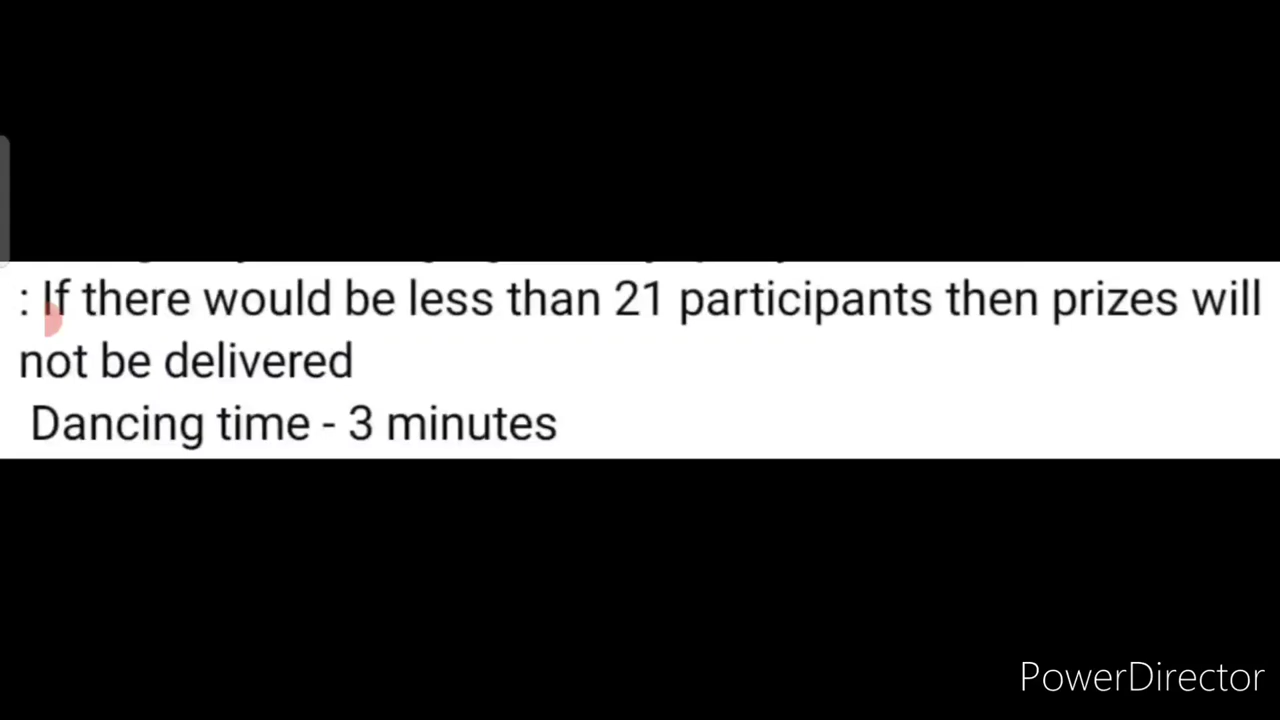 : If there would be less than 21 participants then prizes will
not be delivered
Dancing time - 3 minutes
PowerDirector